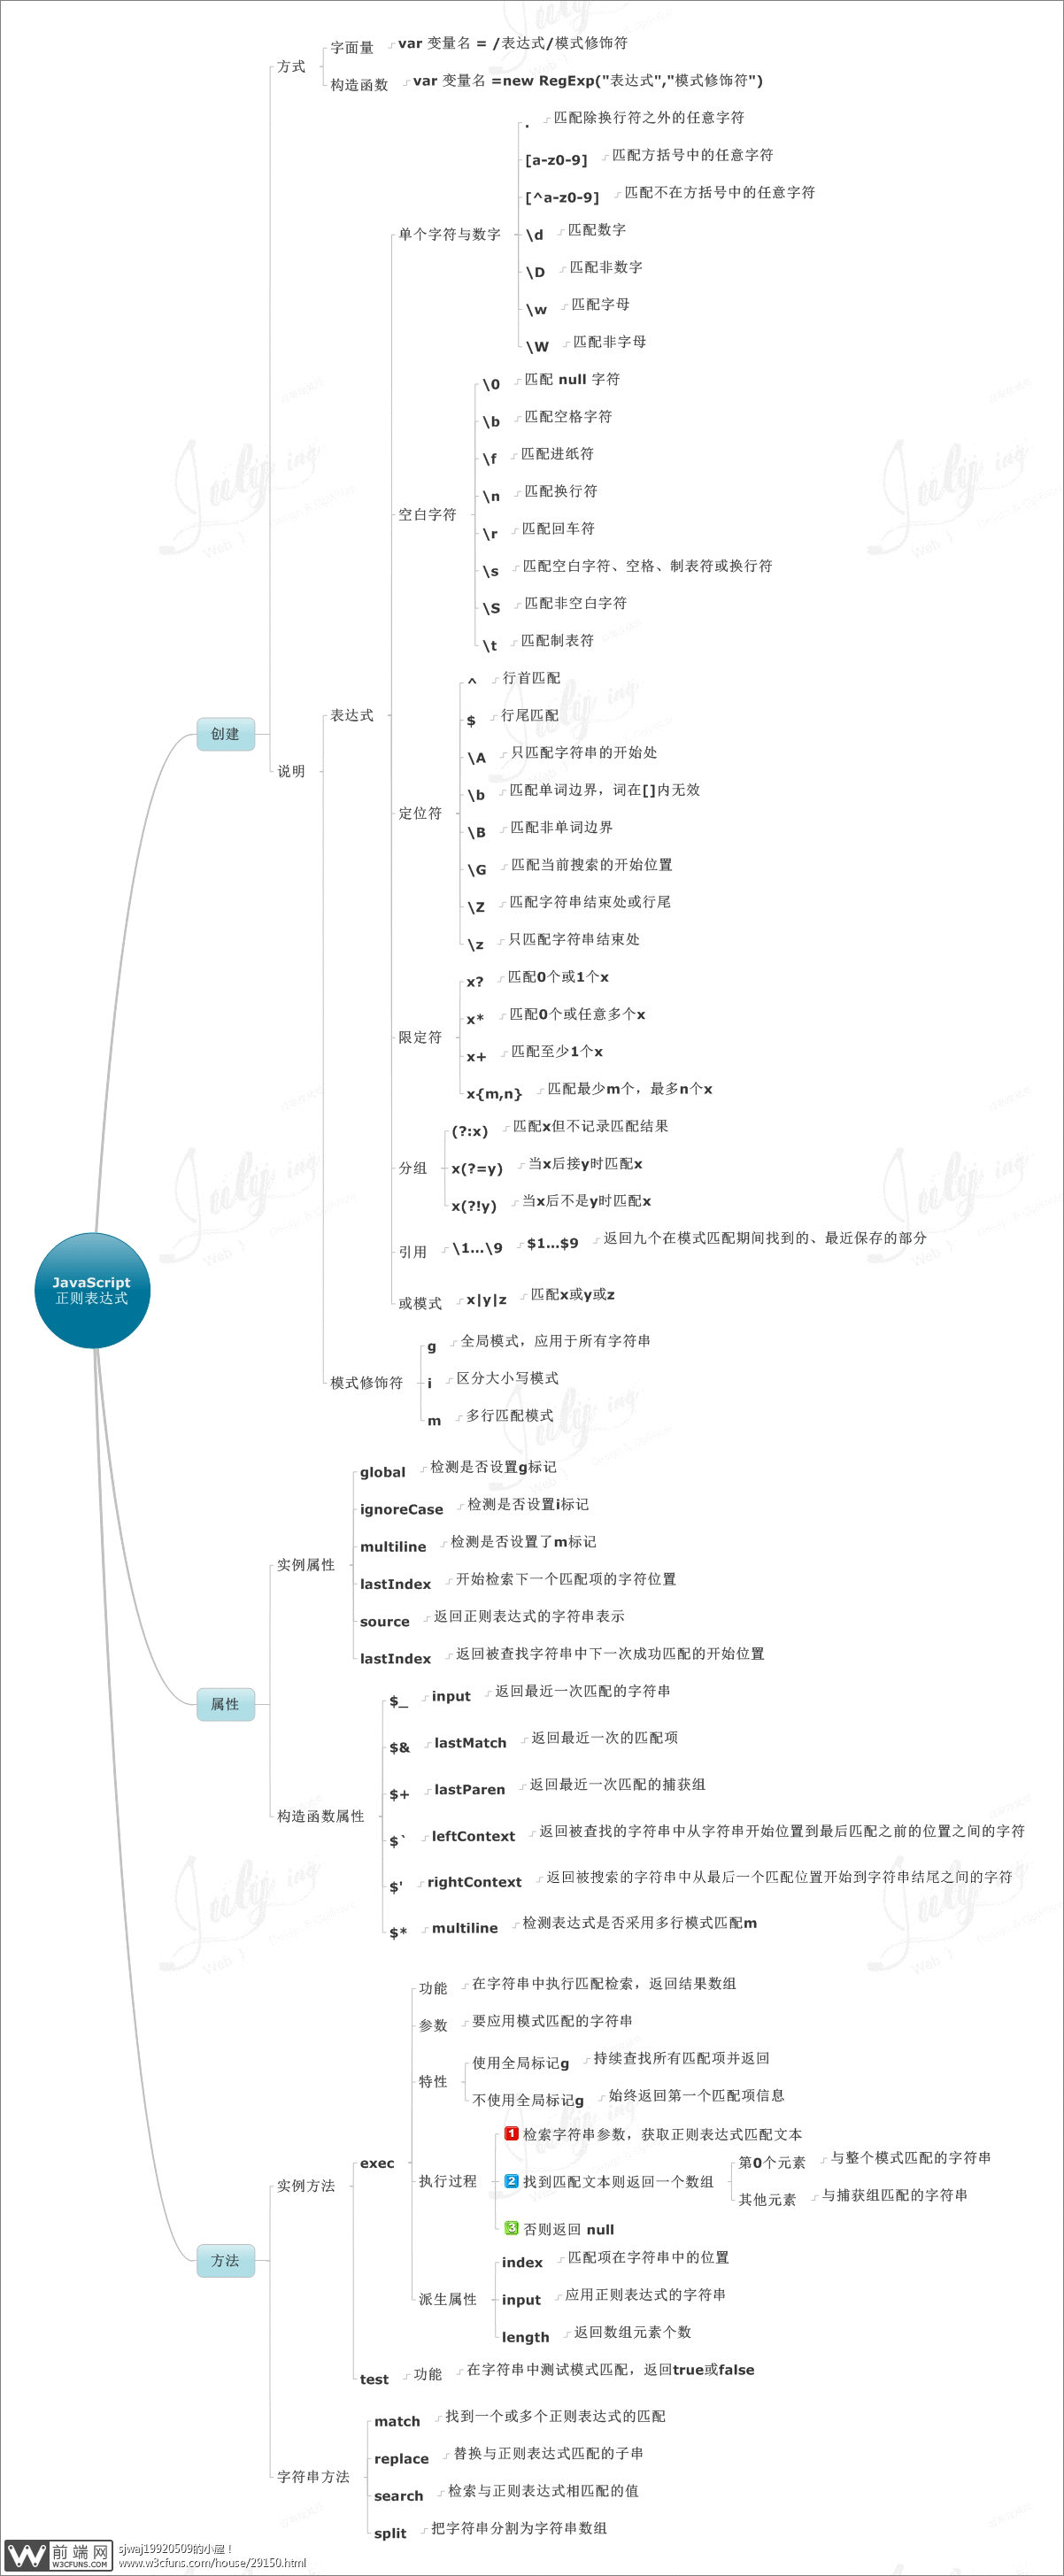 JavaScript
正则表达式
创建
方式
字面量
var 变量名 = /表达式/模式修饰符
构造函数
var 变量名 =new RegExp("表达式","模式修饰符")
说明
表达式
单个字符与数字
. 匹配除换行符之外的任意字符
[a-z0-9] 匹配方括号中的任意字符
[^a-z0-9] 匹配不在方括号中的任意字符
\d 匹配数字
\D 匹配非数字
\w 匹配字母
\W 匹配非字母
空白字符
\0 匹配 null 字符
\b 匹配空格字符
\f 匹配进纸符
\n 匹配换行符
\r 匹配回车符
\s 匹配空白字符、空格、制表符或换行符
\S 匹配非空白字符
\t 匹配制表符
定位符
^ 行首匹配
$ 行尾匹配
\A 只匹配字符串的开始处
\b 匹配单词边界，词在[]内无效
\B 匹配非单词边界
\G 匹配当前搜索的开始位置
\Z 匹配字符串结束处或行尾
\z 只匹配字符串结束处
限定符
x? 匹配0个或1个x
x* 匹配0个或任意多个x
x+ 匹配至少1个x
x{m,n} 匹配最少m个，最多n个x
分组
(?:x) 匹配x但不记录匹配结果
x(?=y) 当x后接y时匹配x
x(?!y) 当x后不是y时匹配x
引用
\1...\9 $1...$9 返回九个在模式匹配期间找到的、最近保存的部分
或模式
x|y|z 匹配x或y或z
模式修饰符
g 全局模式，应用于所有字符串
i 区分大小写模式
m 多行匹配模式
属性
实例属性
global 检测是否设置g标记
ignoreCase 检测是否设置i标记
multiline 检测是否设置了m标记
lastIndex 开始检索下一个匹配项的字符位置
source 返回正则表达式的字符串表示
lastIndex 返回被查找字符串中下一次成功匹配的开始位置
构造函数属性
$_ input 返回最近一次匹配的字符串
$& lastMatch 返回最近一次的匹配项
$+ lastParen 返回最近一次匹配的捕获组
$` leftContext 返回被查找的字符串中从字符串开始位置到最后匹配之前的位置之间的字符
$' rightContext 返回被搜索的字符串中从最后一个匹配位置开始到字符串结尾之间的字符
$* multiline 检测表达式是否采用多行模式匹配m
方法
实例方法
exec
功能 在字符串中执行匹配检索，返回结果数组
参数 要应用模式匹配的字符串
特性
使用全局标记g 持续查找所有匹配项并返回
不使用全局标记g 始终返回第一个匹配项信息
执行过程
1 检索字符串参数，获取正则表达式匹配文本
2 找到匹配文本则返回一个数组
第0个元素 与整个模式匹配的字符串
其他元素 与捕获组匹配的字符串
3 否则返回 null
派生属性
index 匹配项在字符串中的位置
input 应用正则表达式的字符串
length 返回数组元素个数
test 功能 在字符串中测试模式匹配，返回true或false
字符串方法
match 找到一个或多个正则表达式的匹配
replace 替换与正则表达式匹配的子串
search 检索与正则表达式相匹配的值
split 把字符串分割为字符串数组
W 前端网
W3CFUNS.COM
sjwaj19920509的小屋！
www.w3cfuns.com/house/29150.html